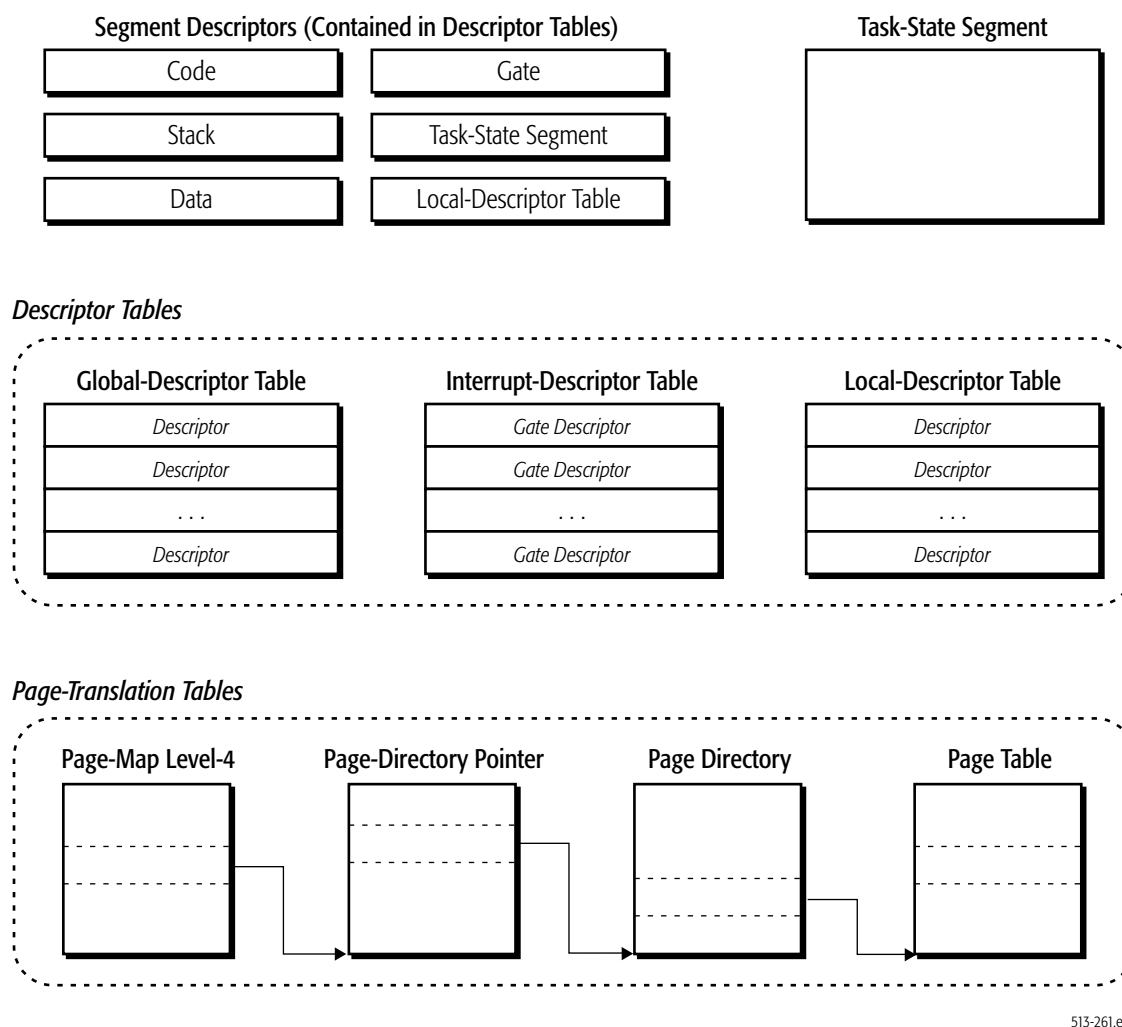 Segment Descriptors (Contained in Descriptor Tables)
Task-State Segment
Code
Gate
Stack
Task-State Segment
Data
Local-Descriptor Table
Descriptor Tables
Global-Descriptor Table
Interrupt-Descriptor Table
Local-Descriptor Table
Descriptor
Gate Descriptor
Descriptor
Descriptor
Gate Descriptor
Descriptor
. . .
. . .
. . .
Descriptor
Gate Descriptor
Descriptor
Page-Translation Tables
Page-Map Level-4
Page-Directory Pointer
Page Directory
Page Table
513-261.e